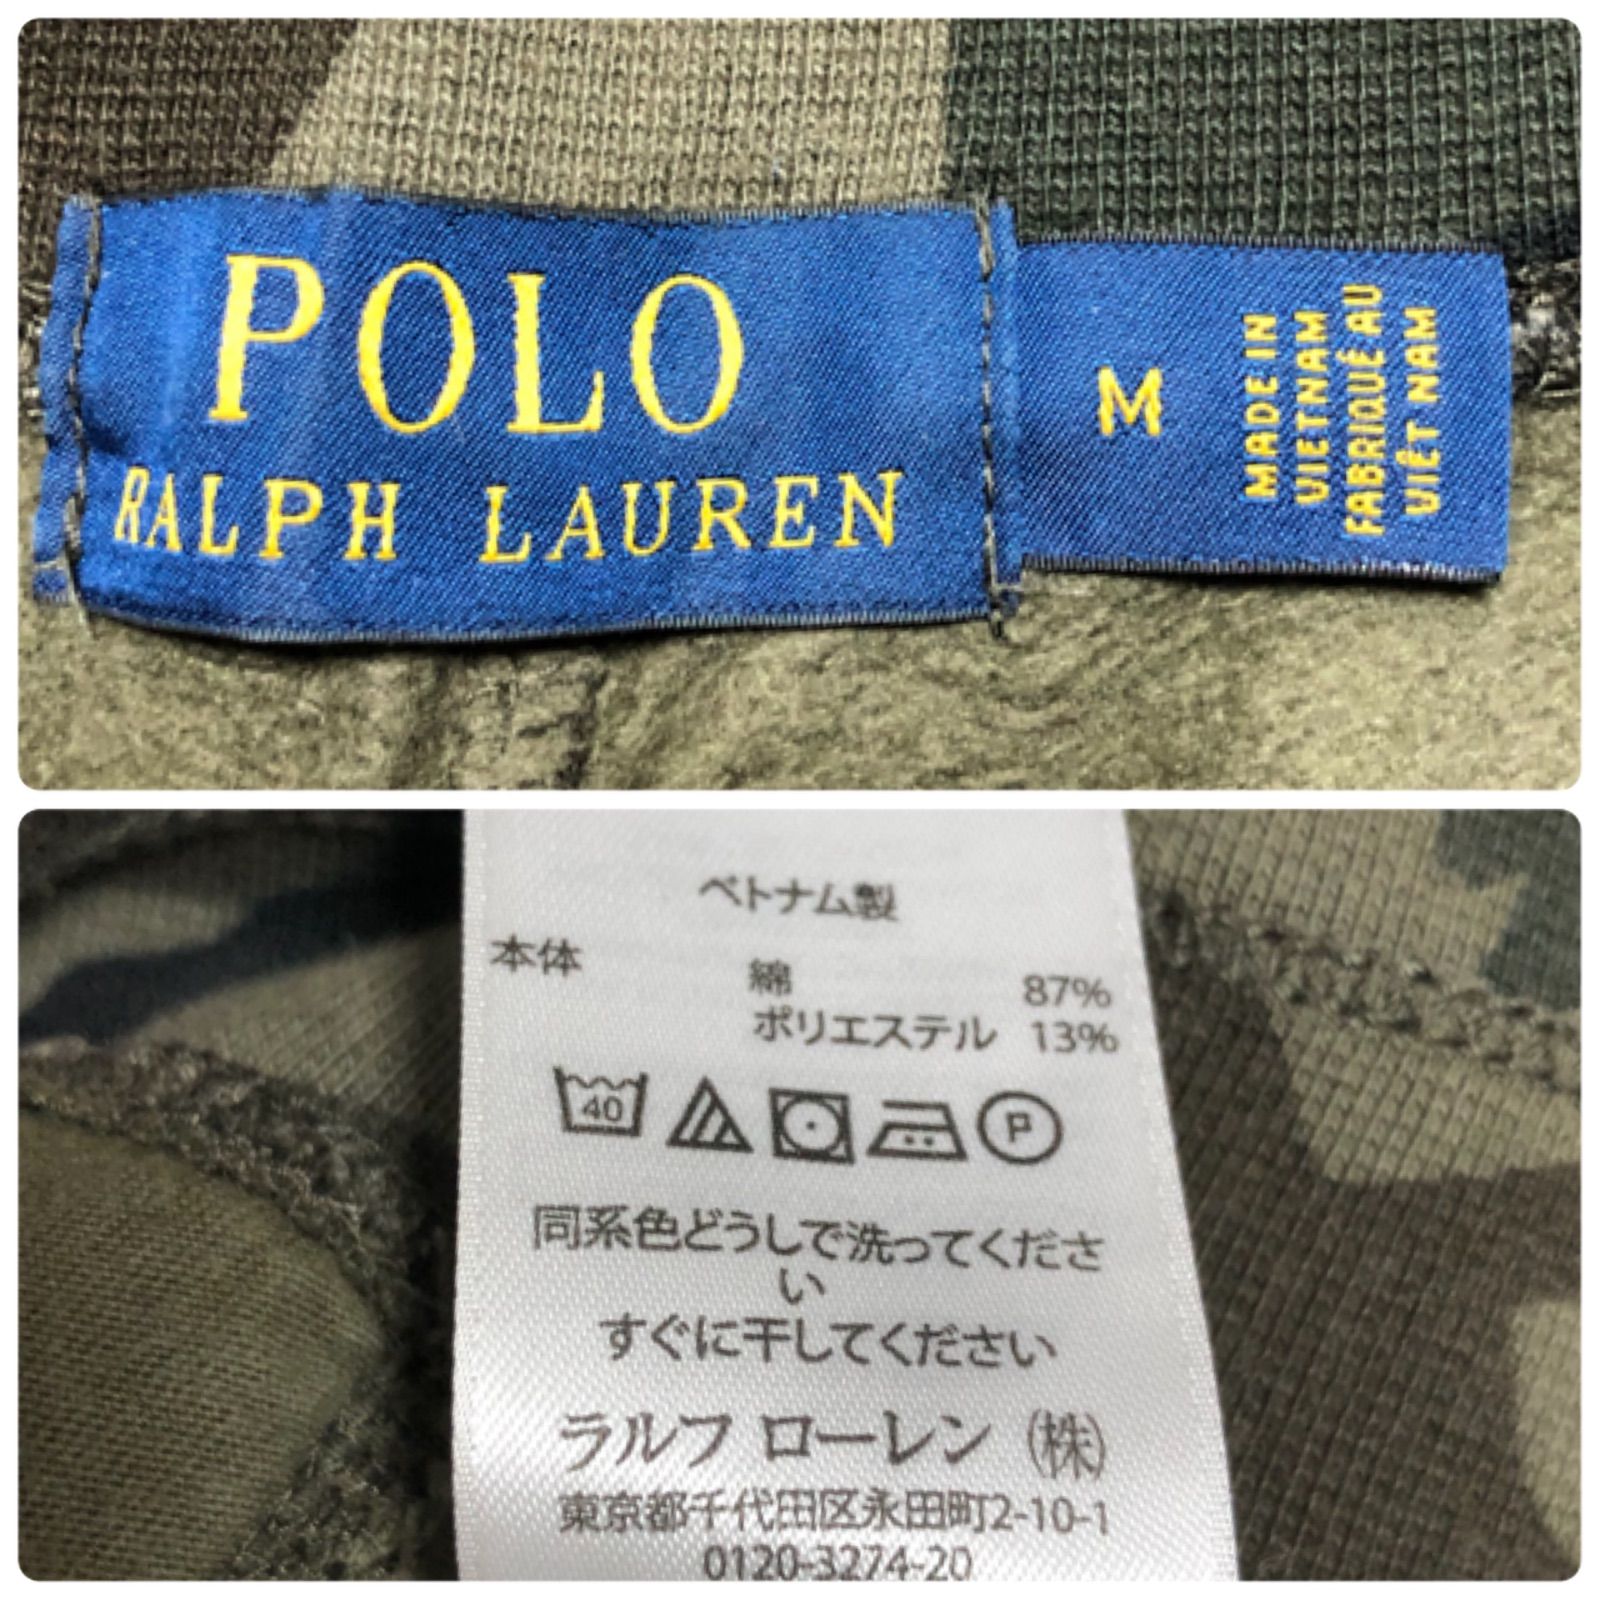 POLO
RALPH LAUREN
M
MADE IN
VIETNAM
FABRIQUÉ AU
VIÊT NAM
ベトナム製
本体 綿 87%
ポリエステル 13%
40 P
同系色どうしで洗ってくださ
い
すぐに干してください
ラルフ ローレン (株)
東京都千代田区永田町2-10-1
0120-3274-20